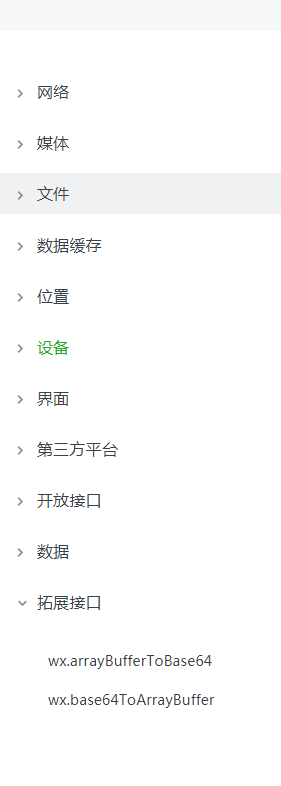 网络
媒体
文件
数据缓存
位置
设备
界面
第三方平台
开放接口
数据
拓展接口
wx.arrayBufferToBase64
wx.base64ToArrayBuffer